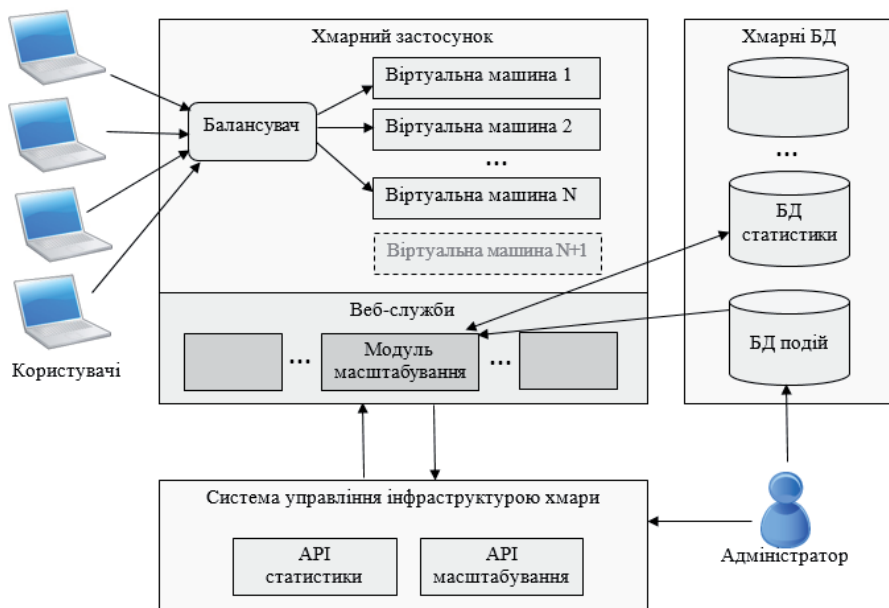 Хмарний застосунок
Хмарні БД
Віртуальна машина 1
Балансувач
Віртуальна машина 2
...
...
Віртуальна машина N
БД
статистики
Віртуальна машина N+1
Веб-служби
Користувачі
...
Модуль
масштабування
...
БД подій
Система управління інфраструктурою хмари
API
статистики
API
масштабування
Адміністратор